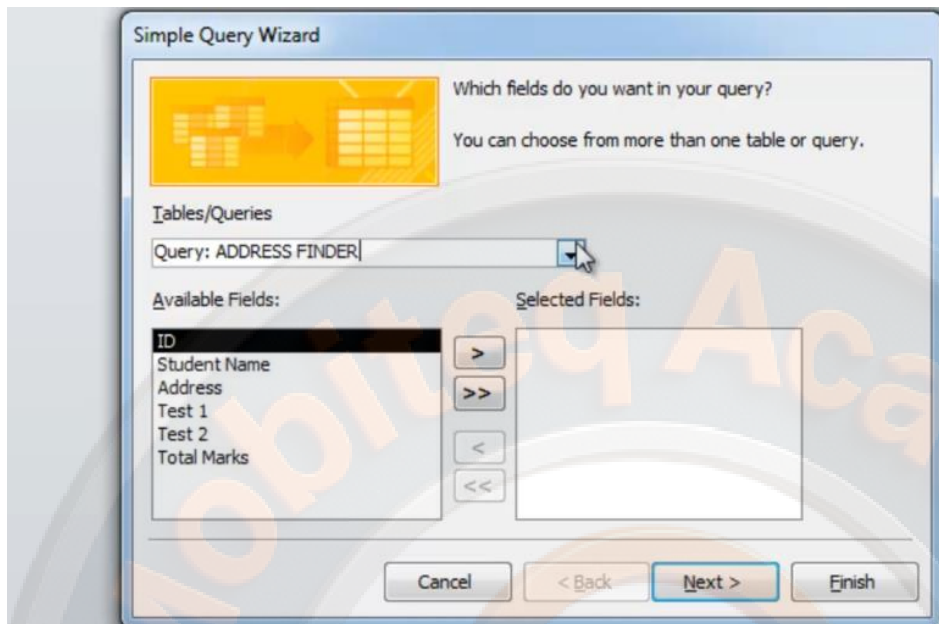 Simple Query Wizard
Which fields do you want in your query?
You can choose from more than one table or query.
Tables/Queries
Query: ADDRESS FINDER
Available Fields:
Selected Fields:
ID
Student Name
Address
Test 1
Test 2
Total Marks
>
>>
<
<<
Cancel
< Back
Next >
Finish
obiteq Aca